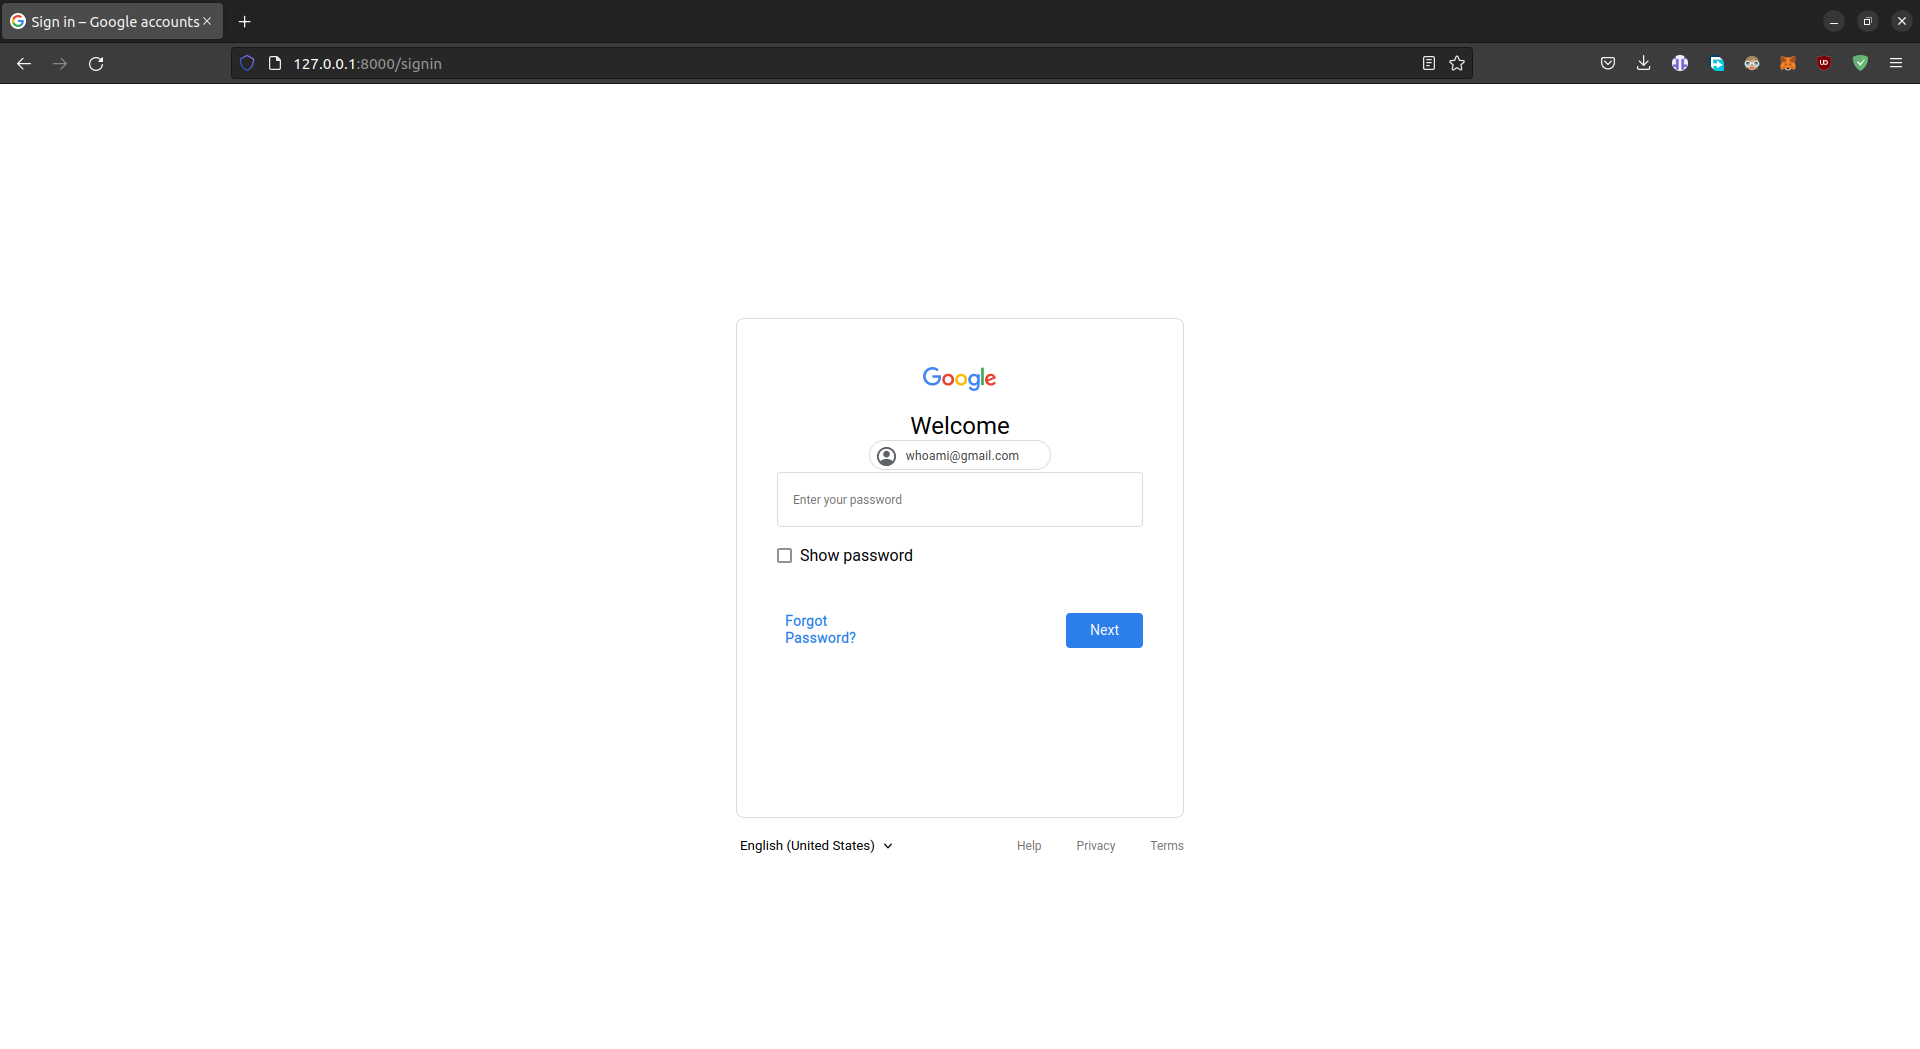 Sign in – Google accounts
127.0.0.1:8000/signin
Google
Welcome
whoami@gmail.com
Enter your password
Show password
Forgot
Password?
Next
English (United States)
Help Privacy Terms